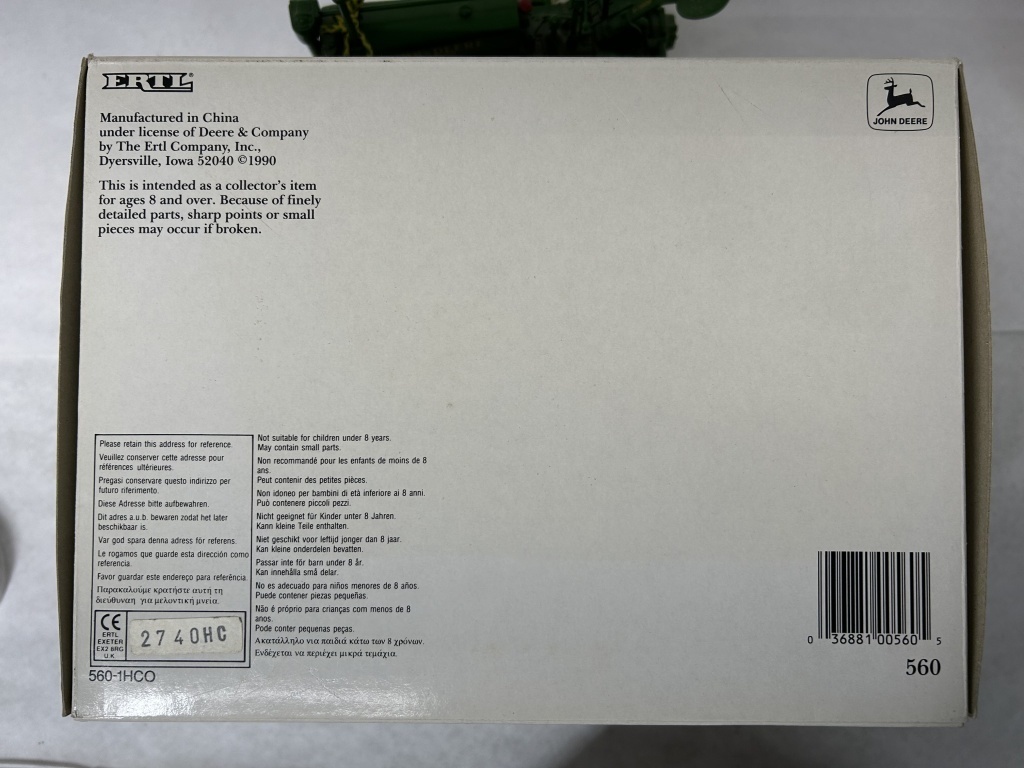 ERTL®
JOHN DEERE
Manufactured in China
under license of Deere & Company
by The Ertl Company, Inc.,
Dyersville, Iowa 52040 ©1990
This is intended as a collector's item
for ages 8 and over. Because of finely
detailed parts, sharp points or small
pieces may occur if broken.
Please retain this address for reference.
Veuillez conserver cette adresse pour
références ultérieures.
Pregasi conservare questo indirizzo per
futuro riferimento.
Diese Adresse bitte aufbewahren.
Dit adres a.u.b. bewaren zodat het later
beschikbaar is.
Var god spara denna adress för referens.
Le rogamos que guarde esta dirección como
referencia.
Favor guardar este endereço para referência.
Παρακαλούμε κρατήστε αυτή τη
διεύθυνση για μελοντική μνεία.
CE
ERTL
EXETER
EX2 8RG
U.K
2740HC
560-1HCO
Not suitable for children under 8 years.
May contain small parts.
Non recommandé pour les enfants de moins de 8
ans.
Peut contenir des petites pièces.
Non idoneo per bambini di età inferiore ai 8 anni.
Può contenere piccoli pezzi.
Nicht geeignet für Kinder unter 8 Jahren.
Kann kleine Teile enthalten.
Niet geschikt voor leftijd jonger dan 8 jaar.
Kan kleine onderdelen bevatten.
Passar inte för barn under 8 år.
Kan innehålla små delar.
No es adecuado para niños menores de 8 años.
Puede contener piezas pequeñas.
Não é próprio para crianças com menos de 8
anos.
Pode conter pequenas peças.
Ακατάλληλο για παιδιά κάτω των 8 χρόνων.
Ενδέχεται να περιέχει μικρά τεμάχια.
0 36881 00560 5
560